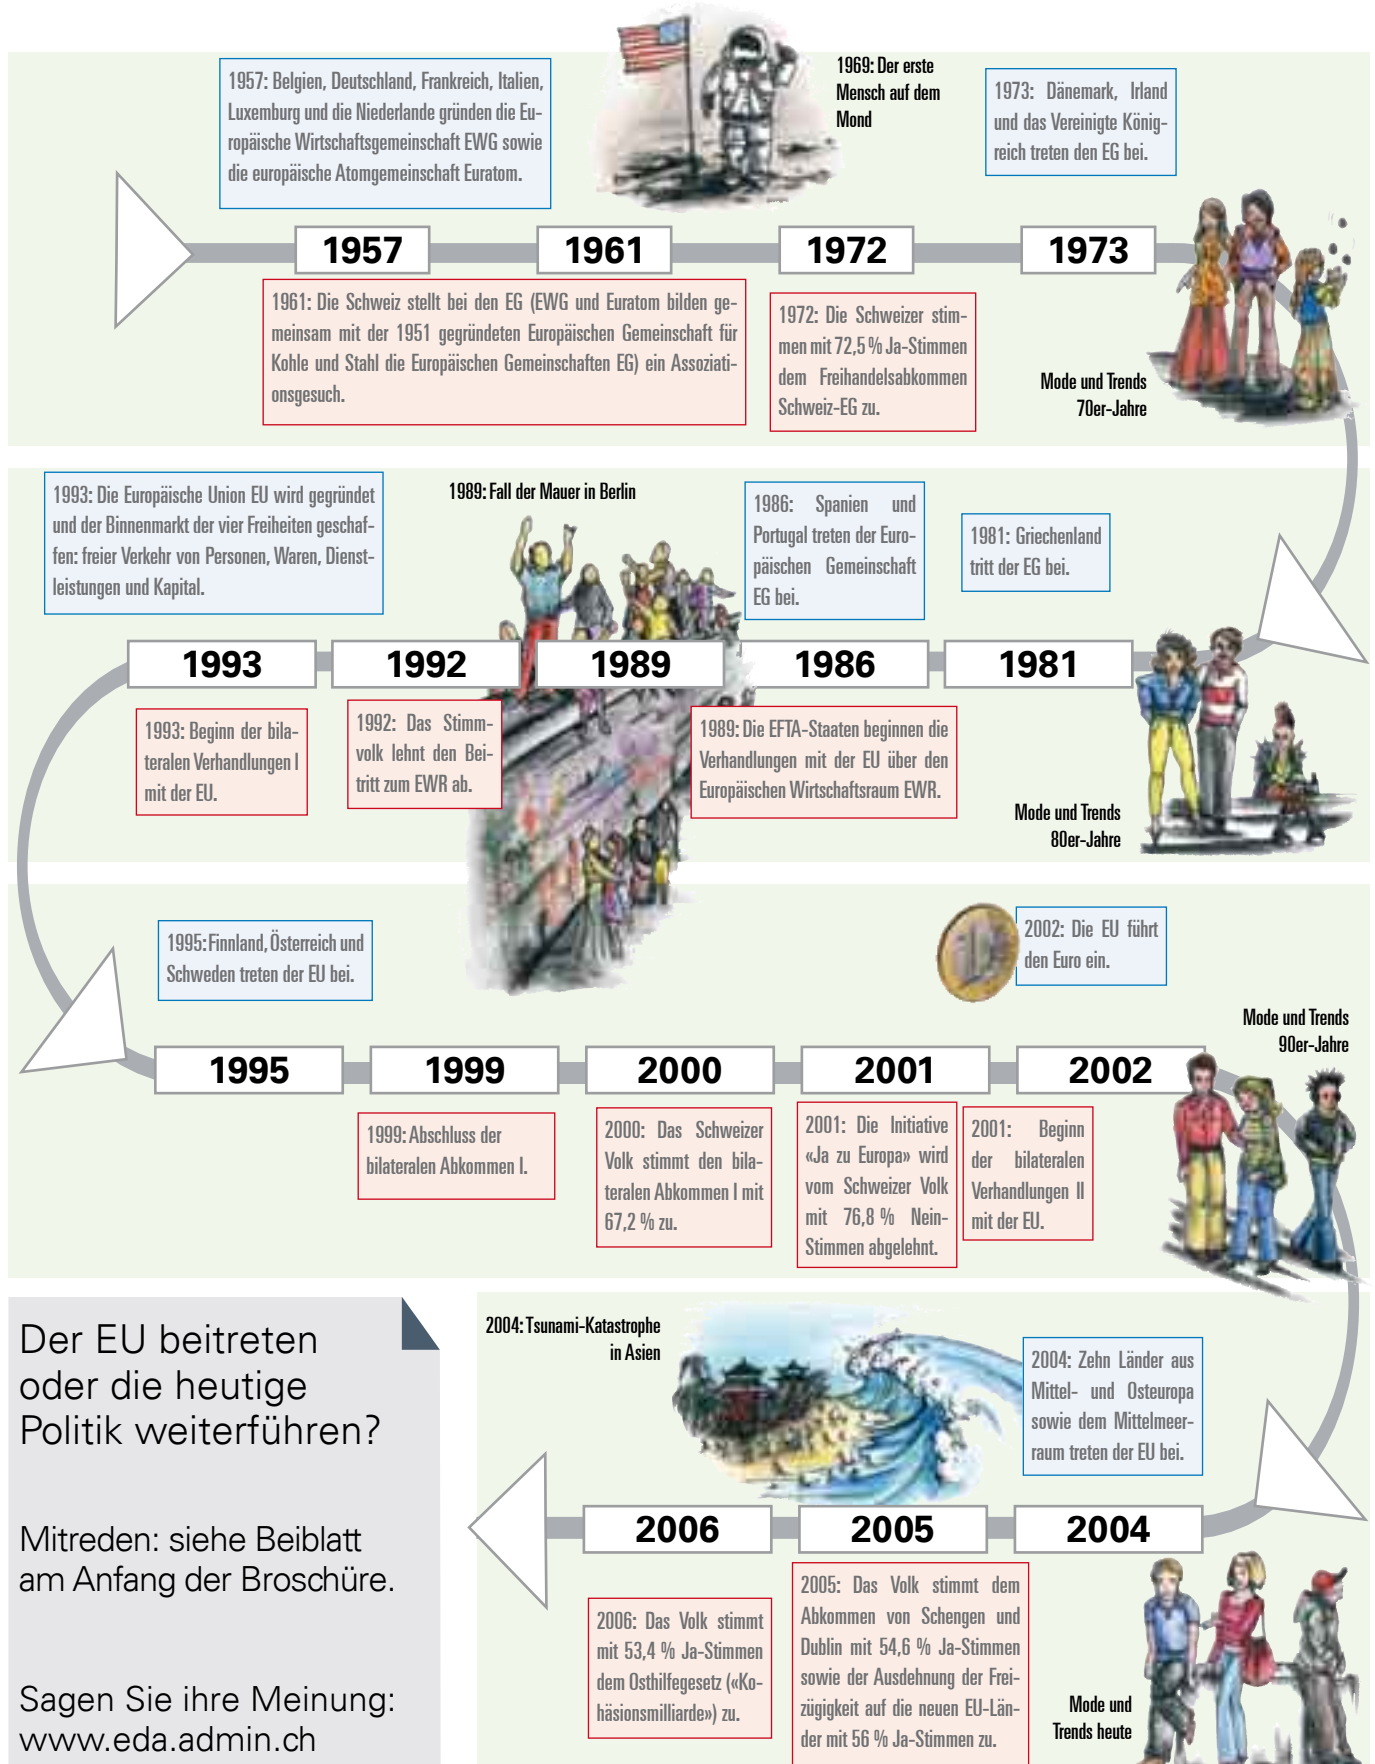 1957: Belgien, Deutschland, Frankreich, Italien,
Luxemburg und die Niederlande gründen die Eu-
ropäische Wirtschaftsgemeinschaft EWG sowie
die europäische Atomgemeinschaft Euratom.
1969: Der erste
Mensch auf dem
Mond
1973: Dänemark, Irland
und das Vereinigte König-
reich treten den EG bei.
1957
1961
1972
1973
1961: Die Schweiz stellt bei den EG (EWG und Euratom bilden ge-
meinsam mit der 1951 gegründeten Europäischen Gemeinschaft für
Kohle und Stahl die Europäischen Gemeinschaften EG) ein Assoziati-
onsgesuch.
1972: Die Schweizer stim-
men mit 72,5 % Ja-Stimmen
dem Freihandelsabkommen
Schweiz-EG zu.
Mode und Trends
70er-Jahre
1993: Die Europäische Union EU wird gegründet
und der Binnenmarkt der vier Freiheiten geschaf-
fen: freier Verkehr von Personen, Waren, Dienst-
leistungen und Kapital.
1989: Fall der Mauer in Berlin
1986: Spanien und
Portugal treten der Euro-
päischen Gemeinschaft
EG bei.
1981: Griechenland
tritt der EG bei.
1993
1992
1989
1986
1981
1993: Beginn der bila-
teralen Verhandlungen I
mit der EU.
1992: Das Stimm-
volk lehnt den Bei-
tritt zum EWR ab.
1989: Die EFTA-Staaten beginnen die
Verhandlungen mit der EU über den
Europäischen Wirtschaftsraum EWR.
Mode und Trends
80er-Jahre
1995: Finnland, Österreich und
Schweden treten der EU bei.
2002: Die EU führt
den Euro ein.
Mode und Trends
90er-Jahre
1995
1999
2000
2001
2002
1999: Abschluss der
bilateralen Abkommen I.
2000: Das Schweizer
Volk stimmt den bila-
teralen Abkommen I mit
67,2 % zu.
2001: Die Initiative
«Ja zu Europa» wird
vom Schweizer Volk
mit 76,8 % Nein-
Stimmen abgelehnt.
2001: Beginn
der bilateralen
Verhandlungen II
mit der EU.
Der EU beitreten
oder die heutige
Politik weiterführen?
Mitreden: siehe Beiblatt
am Anfang der Broschüre.
Sagen Sie ihre Meinung:
www.eda.admin.ch
2004: Tsunami-Katastrophe
in Asien
2004: Zehn Länder aus
Mittel- und Osteuropa
sowie dem Mittelmeer-
raum treten der EU bei.
2006
2005
2004
2006: Das Volk stimmt
mit 53,4 % Ja-Stimmen
dem Osthilfegesetz («Ko-
häsionsmilliarde») zu.
2005: Das Volk stimmt dem
Abkommen von Schengen und
Dublin mit 54,6 % Ja-Stimmen
sowie der Ausdehnung der Frei-
zügigkeit auf die neuen EU-Län-
der mit 56 % Ja-Stimmen zu.
Mode und
Trends heute